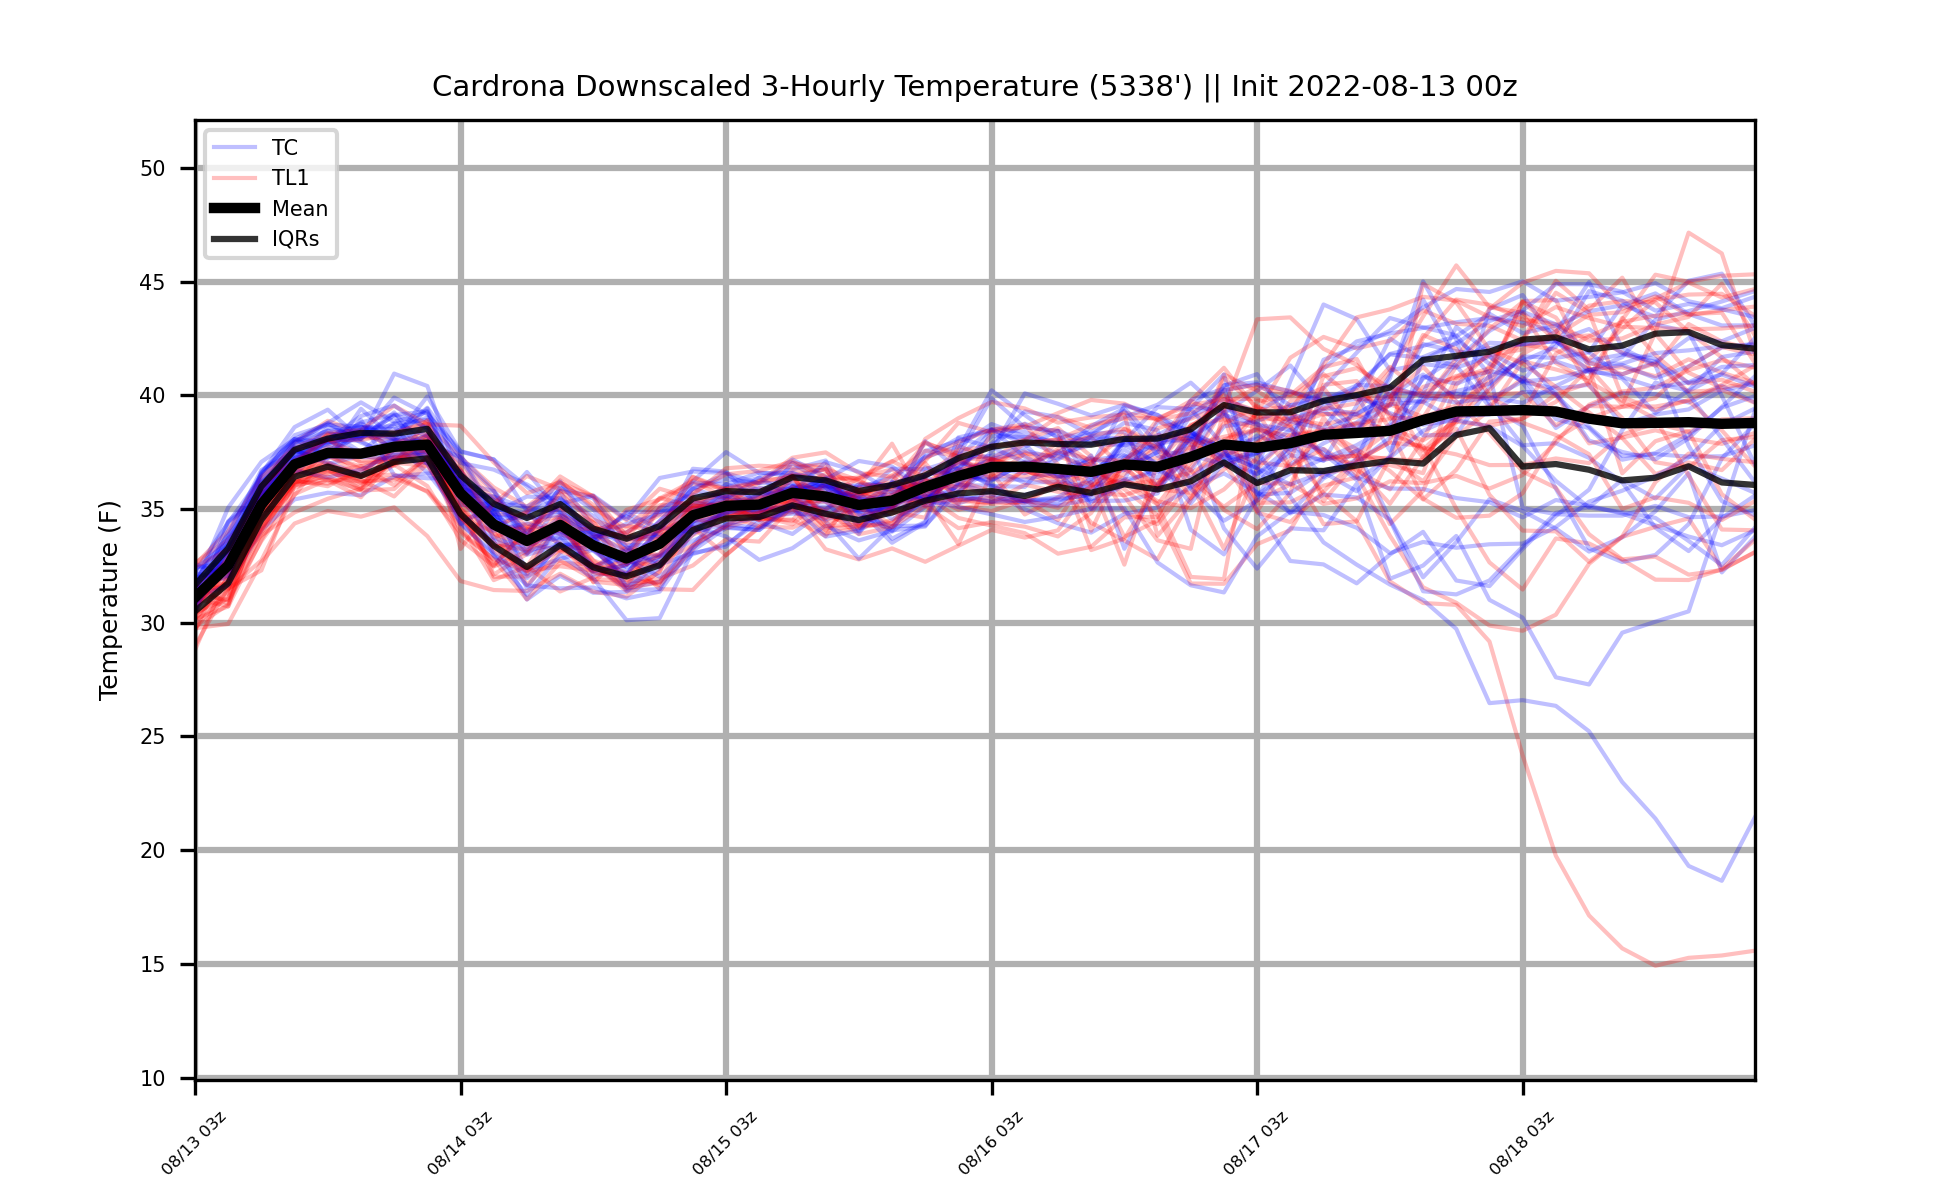 Cardrona Downscaled 3-Hourly Temperature (5338') || Init 2022-08-13 00z
TC
TL1
Mean
IQRs
Temperature (F)
50
45
40
35
30
25
20
15
10
08/13 03z
08/14 03z
08/15 03z
08/16 03z
08/17 03z
08/18 03z